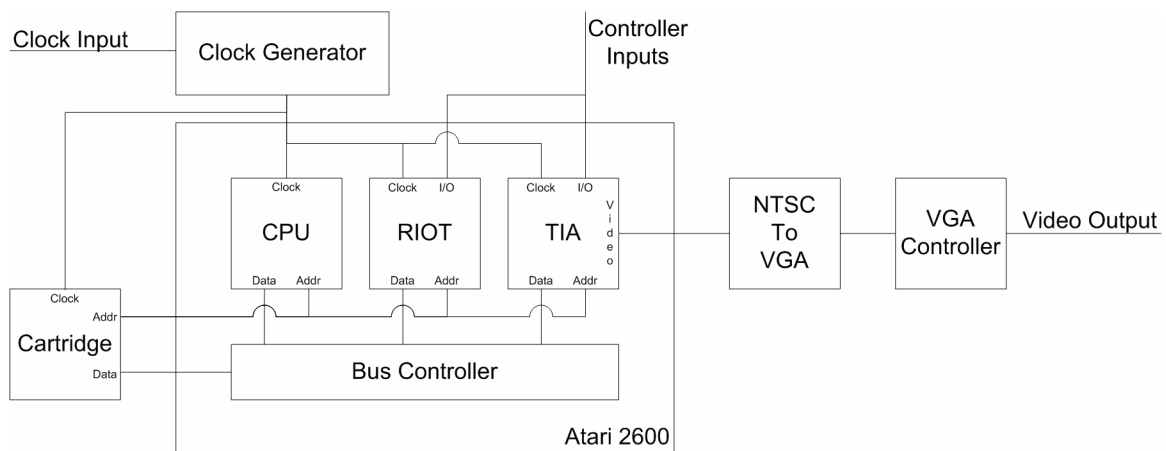 Clock Input
Clock Generator
Controller
Inputs
Clock
CPU
Data Addr
Clock I/O
RIOT
Data Addr
Clock I/O
TIA
Video
Data Addr
NTSC
To
VGA
VGA
Controller
Video Output
Clock
Addr
Cartridge
Data
Bus Controller
Atari 2600